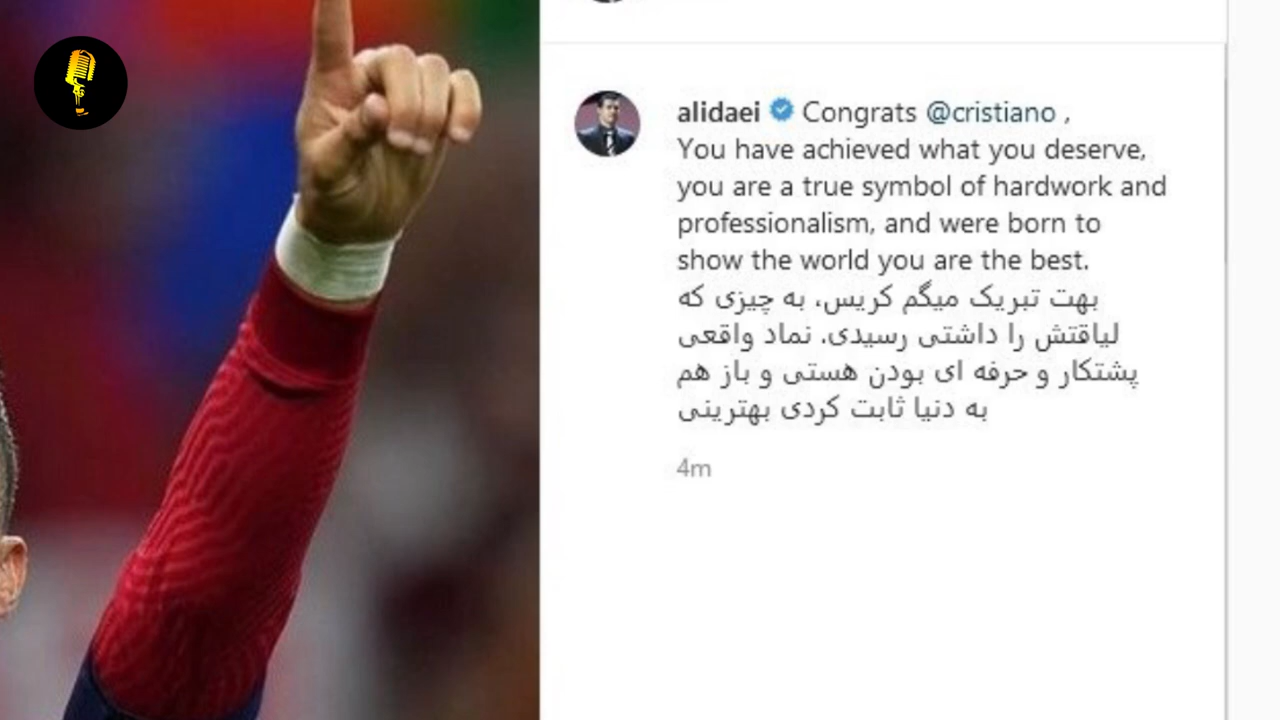 alidaei Congrats @cristiano ,
You have achieved what you deserve,
you are a true symbol of hardwork and
professionalism, and were born to
show the world you are the best.
بهت تبریک میگم کریس، به چیزی که
لیاقتش را داشتی رسیدی. نماد واقعی
پشتکار و حرفه ای بودن هستی و باز هم
به دنیا ثابت کردی بهترینی
4m